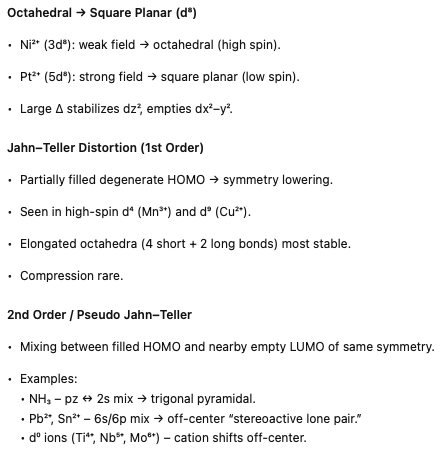 Octahedral → Square Planar (d⁸)
• Ni²⁺ (3d⁸): weak field → octahedral (high spin).
• Pt²⁺ (5d⁸): strong field → square planar (low spin).
• Large Δ stabilizes dz², empties dx²–y².
Jahn–Teller Distortion (1st Order)
• Partially filled degenerate HOMO → symmetry lowering.
• Seen in high-spin d⁴ (Mn³⁺) and d⁹ (Cu²⁺).
• Elongated octahedra (4 short + 2 long bonds) most stable.
• Compression rare.
2nd Order / Pseudo Jahn–Teller
• Mixing between filled HOMO and nearby empty LUMO of same symmetry.
• Examples:
• NH₃ – pz ↔ 2s mix → trigonal pyramidal.
• Pb²⁺, Sn²⁺ – 6s/6p mix → off-center “stereoactive lone pair.”
• d⁰ ions (Ti⁴⁺, Nb⁵⁺, Mo⁶⁺) – cation shifts off-center.